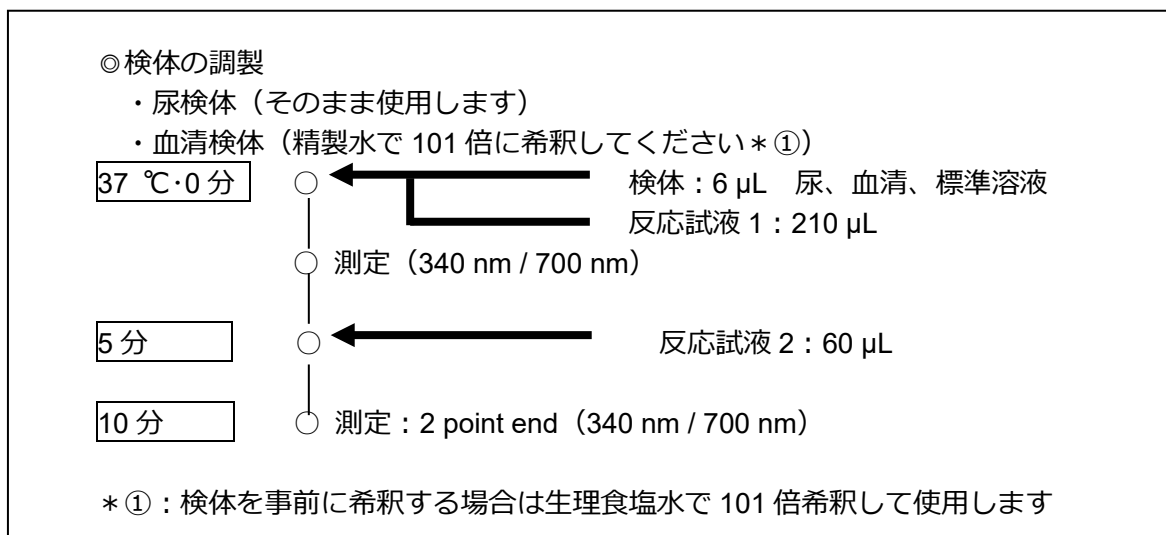 ◎検体の調製
・尿検体（そのまま使用します）
・血清検体（精製水で 101 倍に希釈してください＊①）
37 ℃·0 分 検体：6 μL 尿、血清、標準溶液
反応試液 1：210 μL
測定（340 nm / 700 nm）
5 分 反応試液 2：60 μL
10 分 測定：2 point end（340 nm / 700 nm）
＊①：検体を事前に希釈する場合は生理食塩水で 101 倍希釈して使用します